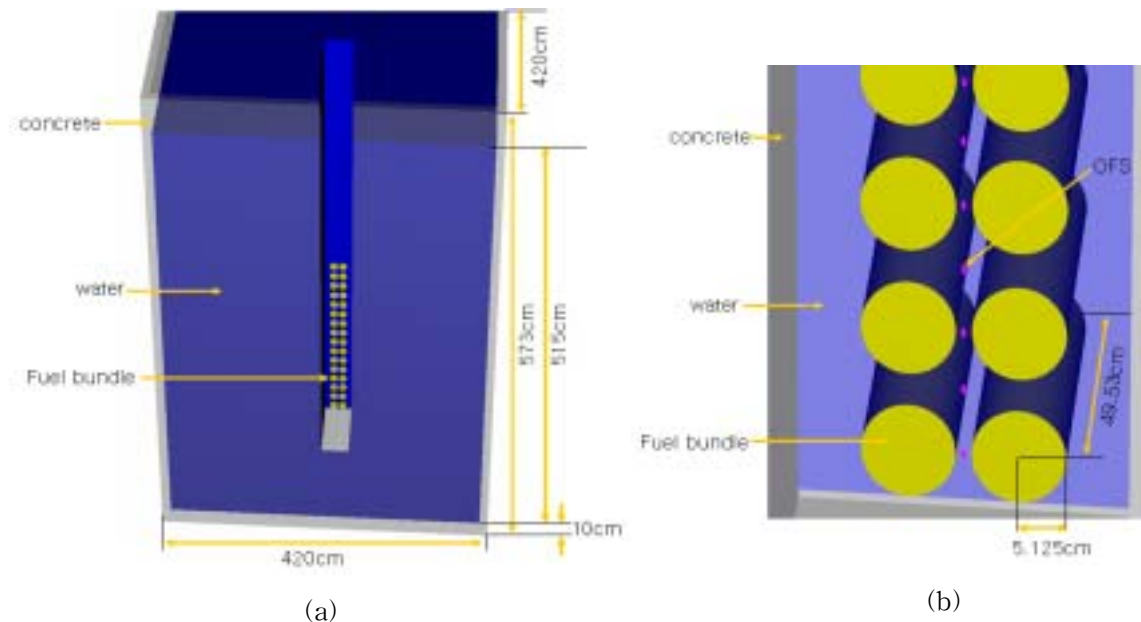 420cm
concrete
water
573cm
515cm
Fuel bundle
10cm
420cm
(a)
concrete
OFS
water
49.53cm
Fuel bundle
5.125cm
(b)